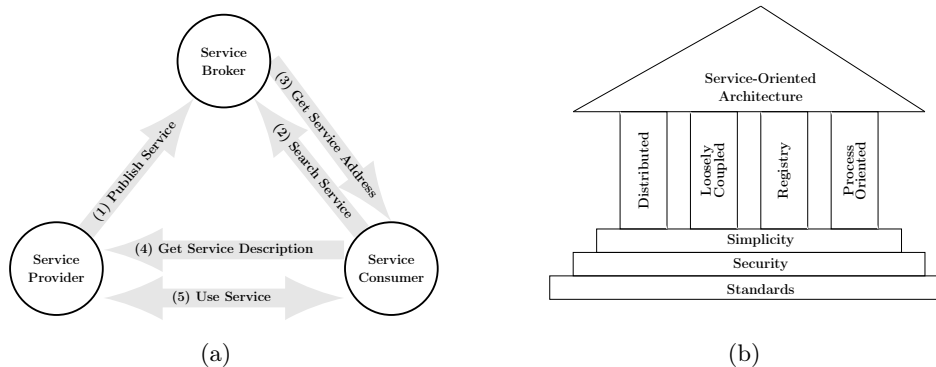 Service
Broker
(3) Get Service Address
(2) Search Service
(1) Publish Service
(4) Get Service Description
Service
Provider
Service
Consumer
(5) Use Service
(a)
Service-Oriented
Architecture
Distributed
Loosely
Coupled
Registry
Process
Oriented
Simplicity
Security
Standards
(b)